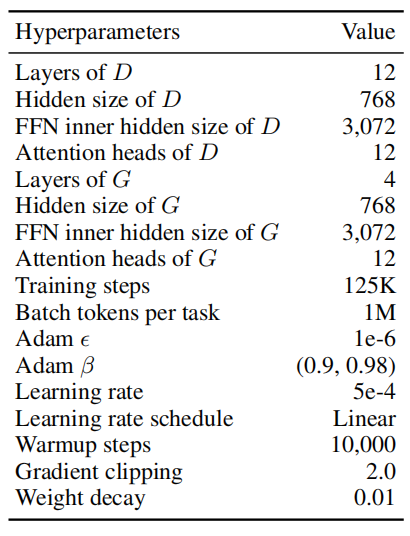 Hyperparameters Value
Layers of D 12
Hidden size of D 768
FFN inner hidden size of D 3,072
Attention heads of D 12
Layers of G 4
Hidden size of G 768
FFN inner hidden size of G 3,072
Attention heads of G 12
Training steps 125K
Batch tokens per task 1M
Adam ϵ 1e-6
Adam β (0.9, 0.98)
Learning rate 5e-4
Learning rate schedule Linear
Warmup steps 10,000
Gradient clipping 2.0
Weight decay 0.01